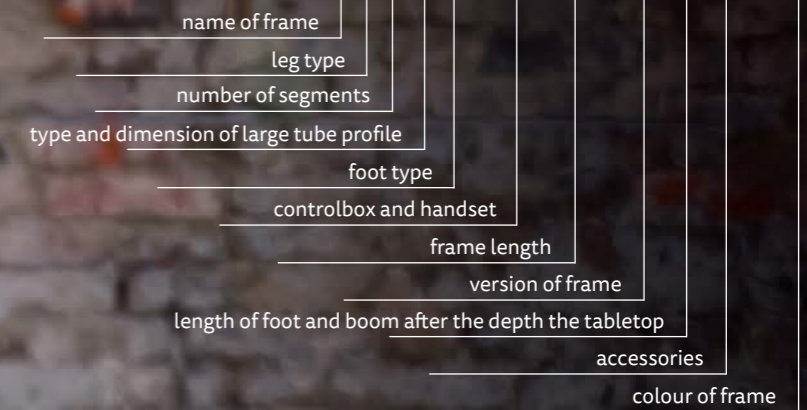 name of frame
leg type
number of segments
type and dimension of large tube profile
foot type
controlbox and handset
frame length
version of frame
length of foot and boom after the depth the tabletop
accessories
colour of frame